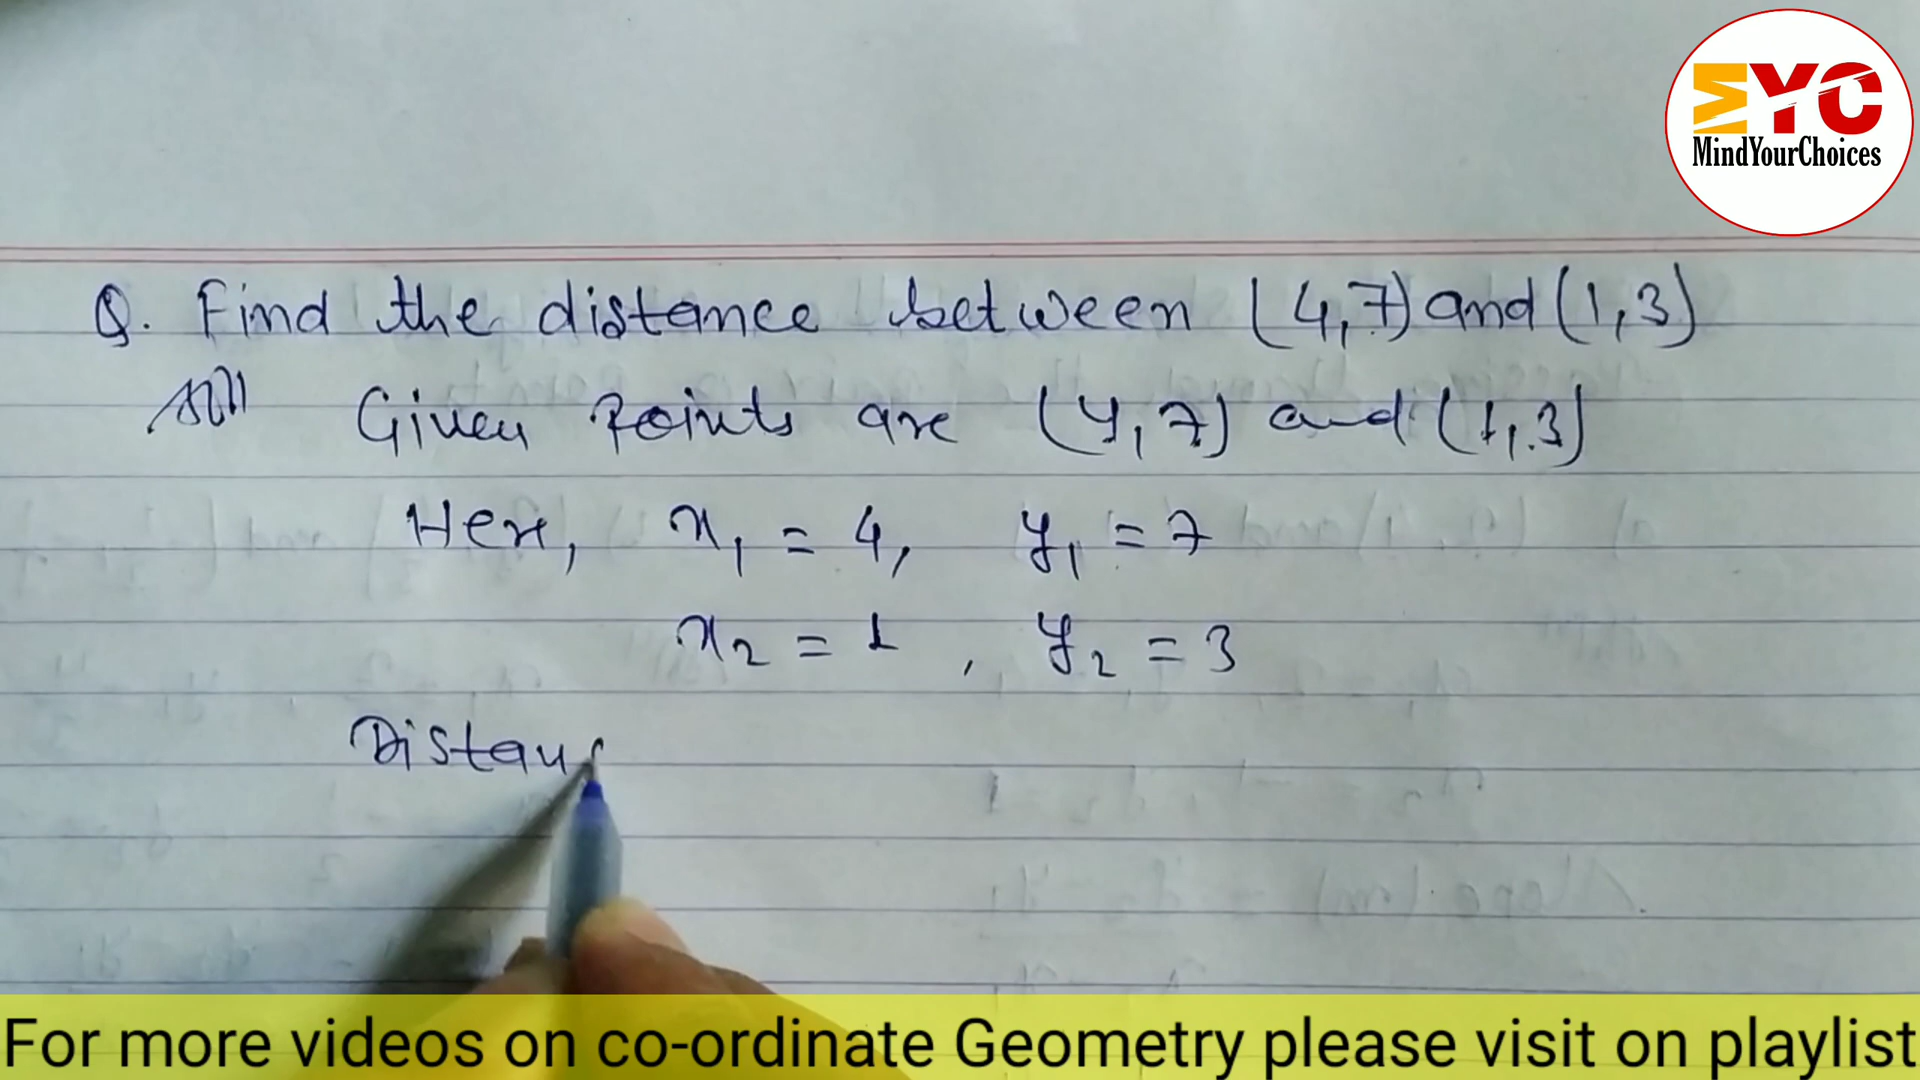 MYC
MindYourChoices
Q. Find the distance between (4,7) and (1,3)
Given Points are (4,7) and (1,3)
Here, x₁ = 4, y₁ = 7
x₂ = 1, y₂ = 3
Distanc
For more videos on co-ordinate Geometry please visit on playlist